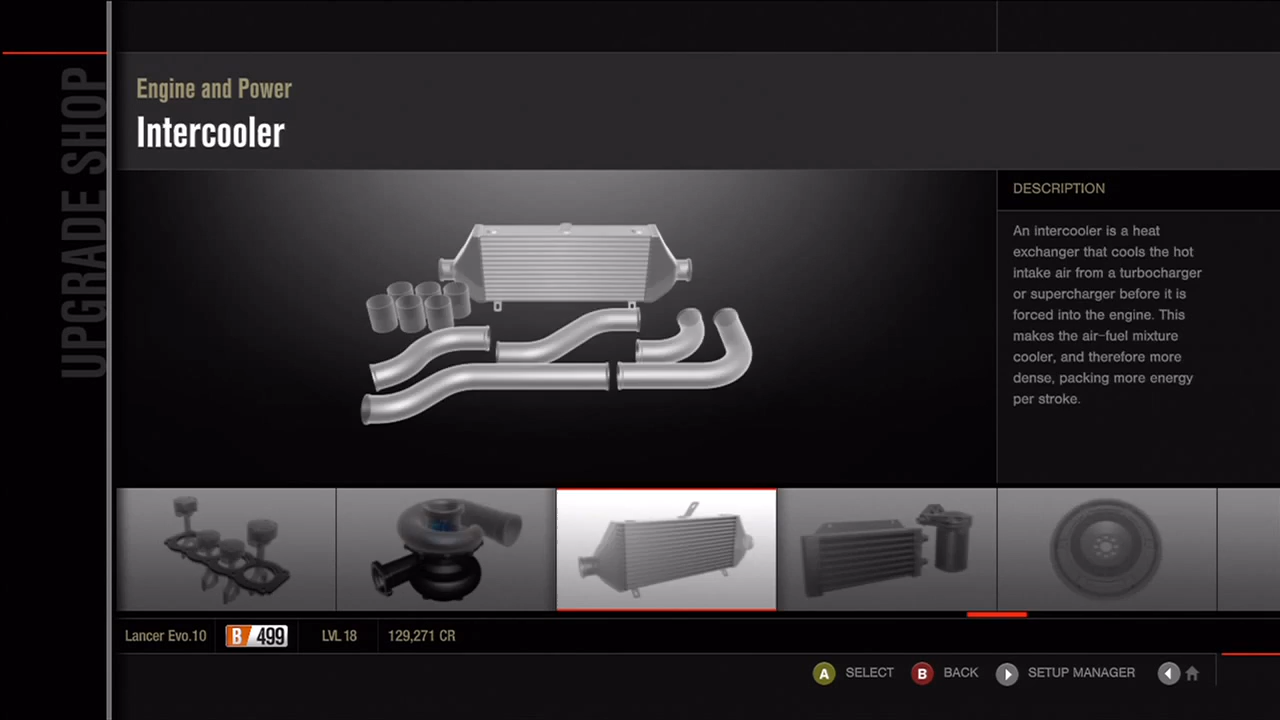 UPGRADE SHOP
Engine and Power
Intercooler
DESCRIPTION
An intercooler is a heat
exchanger that cools the hot
intake air from a turbocharger
or supercharger before it is
forced into the engine. This
makes the air-fuel mixture
cooler, and therefore more
dense, packing more energy
per stroke.
Lancer Evo.10 B 499 LVL 18 129,271 CR
A SELECT B BACK SETUP MANAGER